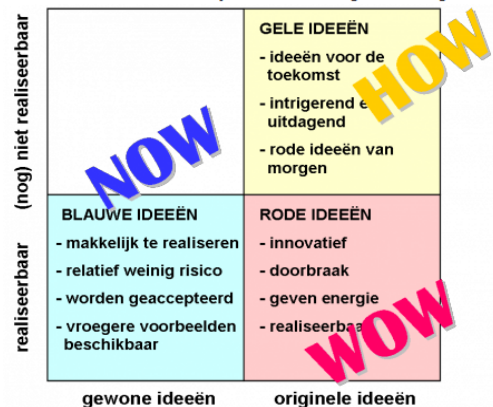 (nog) niet realiseerbaar
GELE IDEEËN
- ideeën voor de
toekomst
- intrigerend
uitdagend
- rode ideeën van
morgen
HOW
NOW
realiseerbaar
BLAUWE IDEEËN
- makkelijk te realiseren
- relatief weinig risico
- worden geaccepteerd
- vroegere voorbeelden
beschikbaar
RODE IDEEËN
- innovatief
- doorbraak
- geven energie
- realiseerbaar
WOW
gewone ideeën
originele ideeën